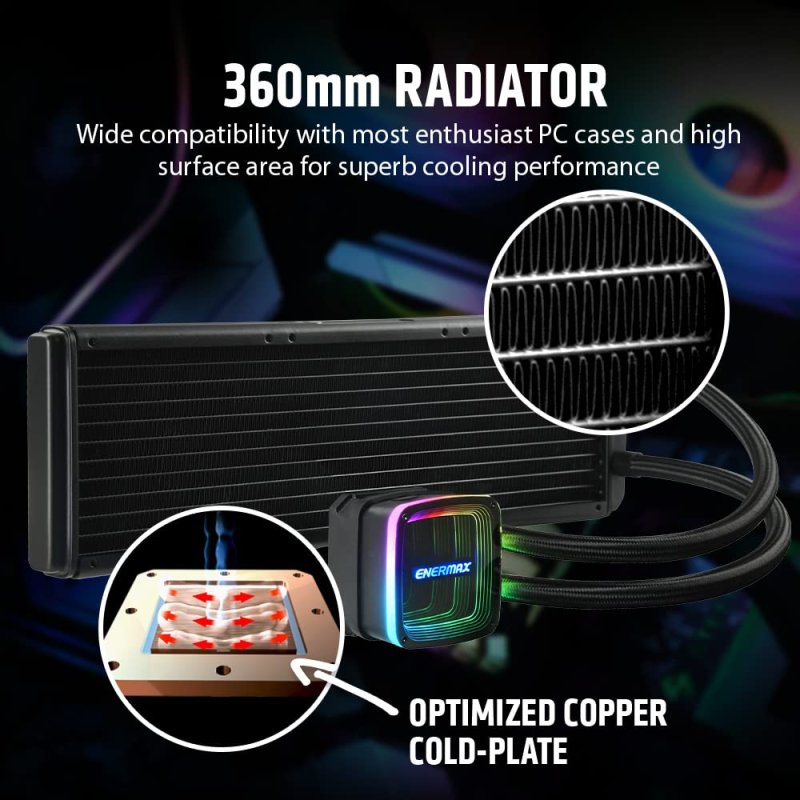 360mm RADIATOR
Wide compatibility with most enthusiast PC cases and high
surface area for superb cooling performance
ENERMAX
OPTIMIZED COPPER
COLD-PLATE